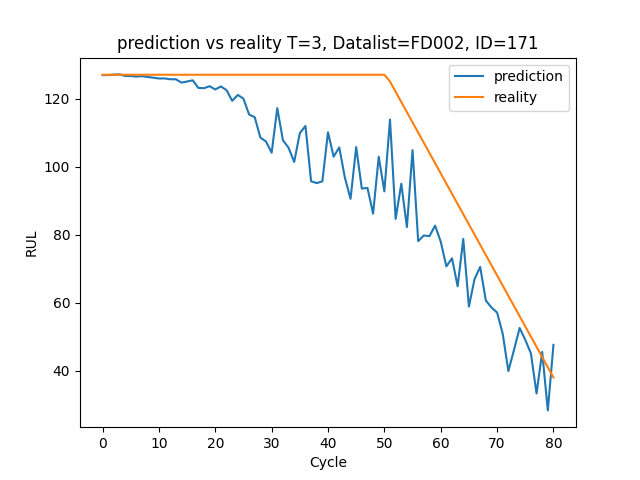 prediction vs reality T=3, Datalist=FD002, ID=171
prediction
reality
120
100
80
60
40
RUL
0 10 20 30 40 50 60 70 80
Cycle